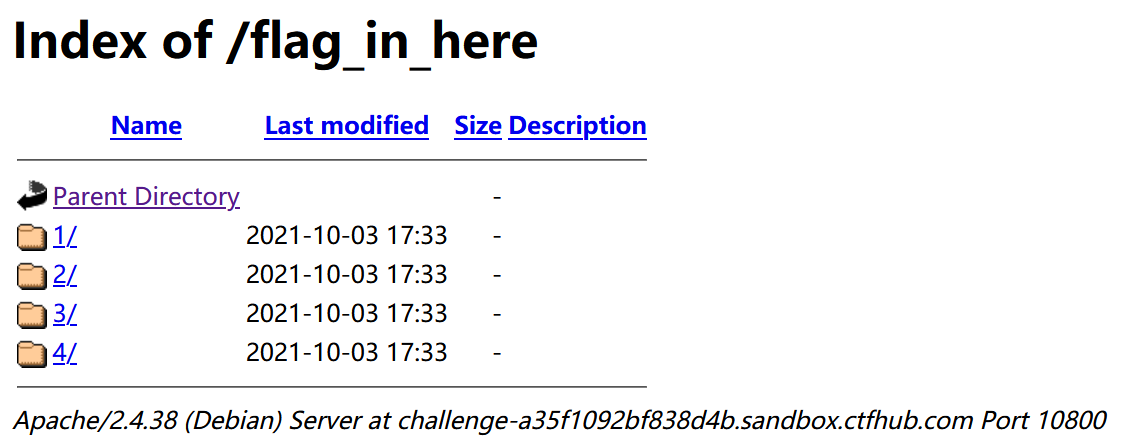 Index of /flag_in_here
Name Last modified Size Description
Parent Directory -
1/ 2021-10-03 17:33 -
2/ 2021-10-03 17:33 -
3/ 2021-10-03 17:33 -
4/ 2021-10-03 17:33 -
Apache/2.4.38 (Debian) Server at challenge-a35f1092bf838d4b.sandbox.ctfhub.com Port 10800